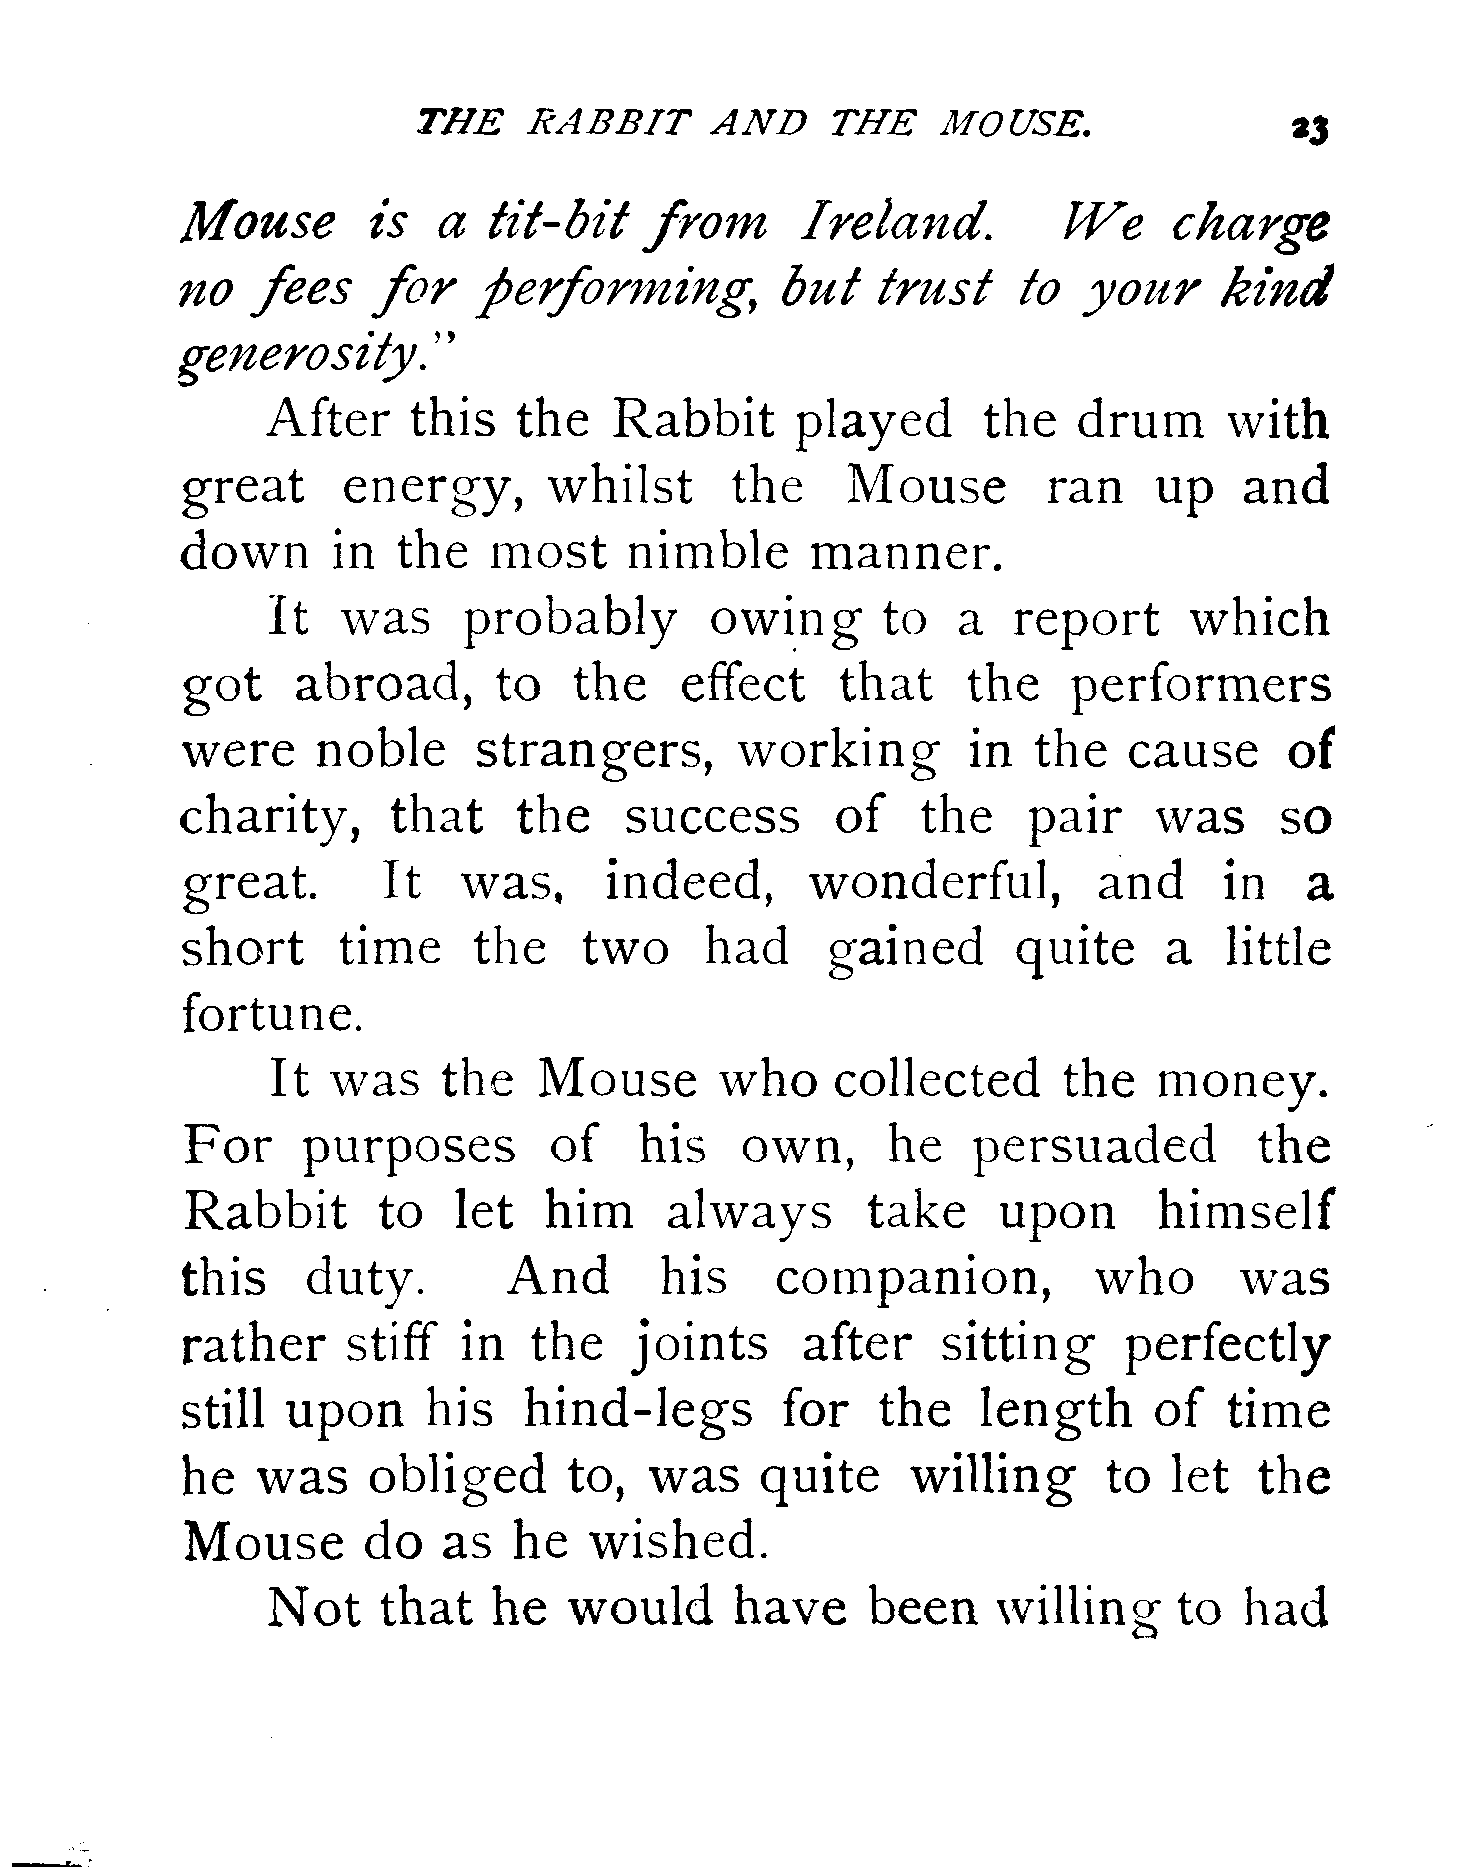 THE RABBIT AND THE MOUSE. 23
Mouse is a tit-bit from Ireland. We charge
no fees for performing, but trust to your kind
generosity."
After this the Rabbit played the drum with
great energy, whilst the Mouse ran up and
down in the most nimble manner.
It was probably owing to a report which
got abroad, to the effect that the performers
were noble strangers, working in the cause of
charity, that the success of the pair was so
great. It was, indeed, wonderful, and in a
short time the two had gained quite a little
fortune.
It was the Mouse who collected the money.
For purposes of his own, he persuaded the
Rabbit to let him always take upon himself
this duty. And his companion, who was
rather stiff in the joints after sitting perfectly
still upon his hind-legs for the length of time
he was obliged to, was quite willing to let the
Mouse do as he wished.
Not that he would have been willing to had